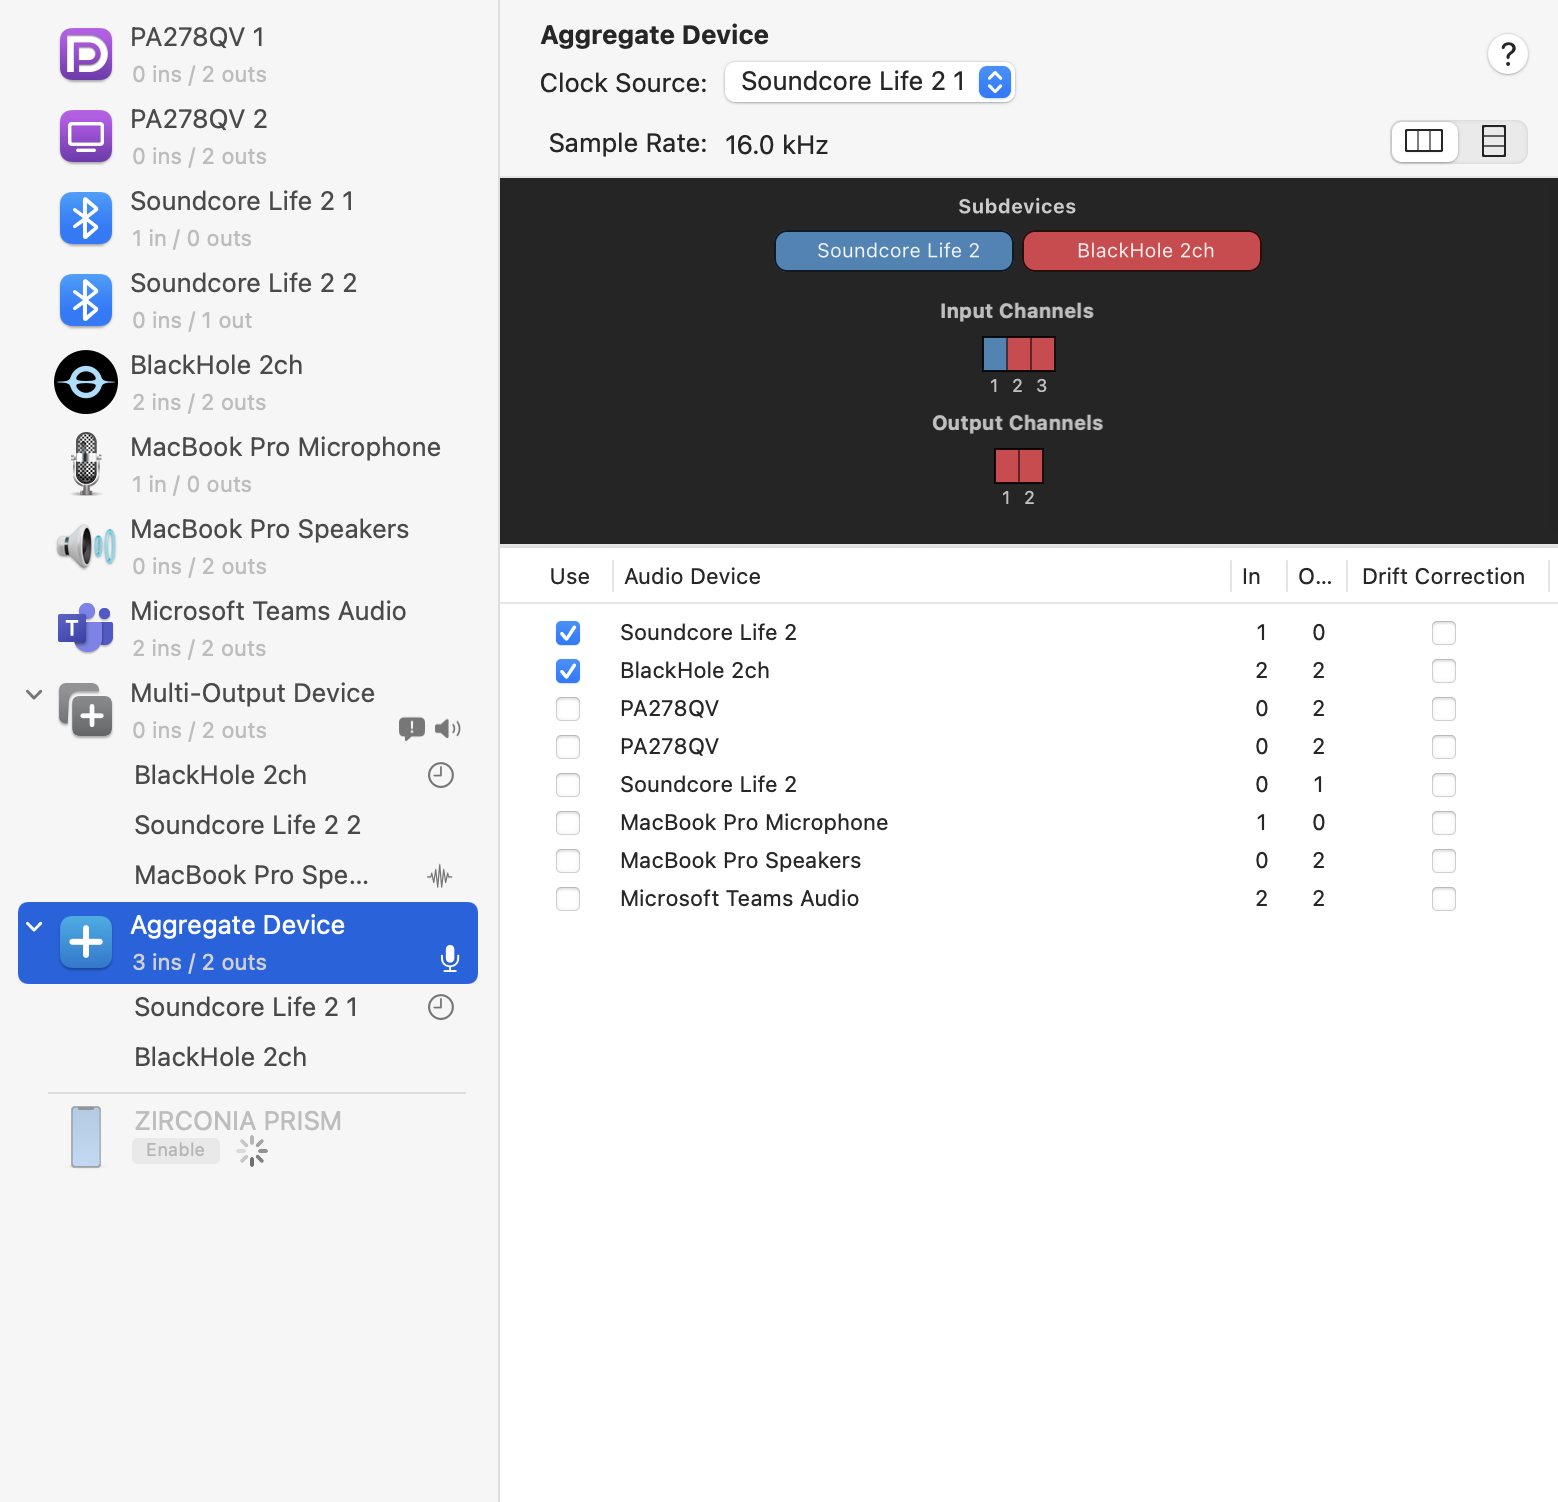 PA278QV 1
0 ins / 2 outs
PA278QV 2
0 ins / 2 outs
Soundcore Life 2 1
1 in / 0 outs
Soundcore Life 2 2
0 ins / 1 out
BlackHole 2ch
2 ins / 2 outs
MacBook Pro Microphone
1 in / 0 outs
MacBook Pro Speakers
0 ins / 2 outs
T
Microsoft Teams Audio
2 ins / 2 outs
Multi-Output Device
0 ins / 2 outs
BlackHole 2ch
Soundcore Life 2 2
MacBook Pro Spe...
Aggregate Device
3 ins / 2 outs
Soundcore Life 2 1
BlackHole 2ch
ZIRCONIA PRISM
Enable
Aggregate Device
?
Clock Source: Soundcore Life 2 1
Sample Rate: 16.0 kHz
Subdevices
Soundcore Life 2 BlackHole 2ch
Input Channels
1 2 3
Output Channels
1 2
Use Audio Device In O... Drift Correction
Soundcore Life 2 1 0
BlackHole 2ch 2 2
PA278QV 0 2
PA278QV 0 2
Soundcore Life 2 0 1
MacBook Pro Microphone 1 0
MacBook Pro Speakers 0 2
Microsoft Teams Audio 2 2